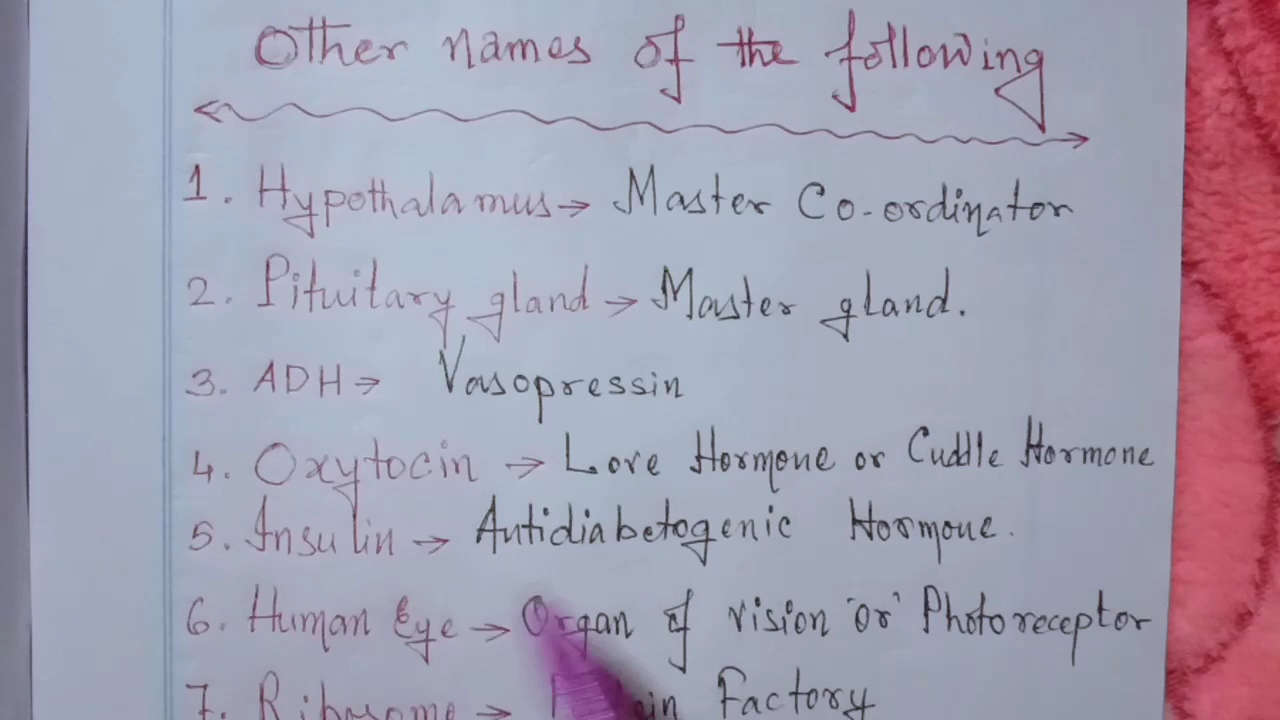 Other names of the following
1. Hypothalamus → Master Co-ordinator
2. Pituitary gland → Master gland.
3. ADH → Vasopressin
4. Oxytocin → Love Hormone or Cuddle Hormone
5. Insulin → Antidiabetogenic Hormone.
6. Human Eye → Organ of vision 'or' Photoreceptor
7. Ribosome → Factory